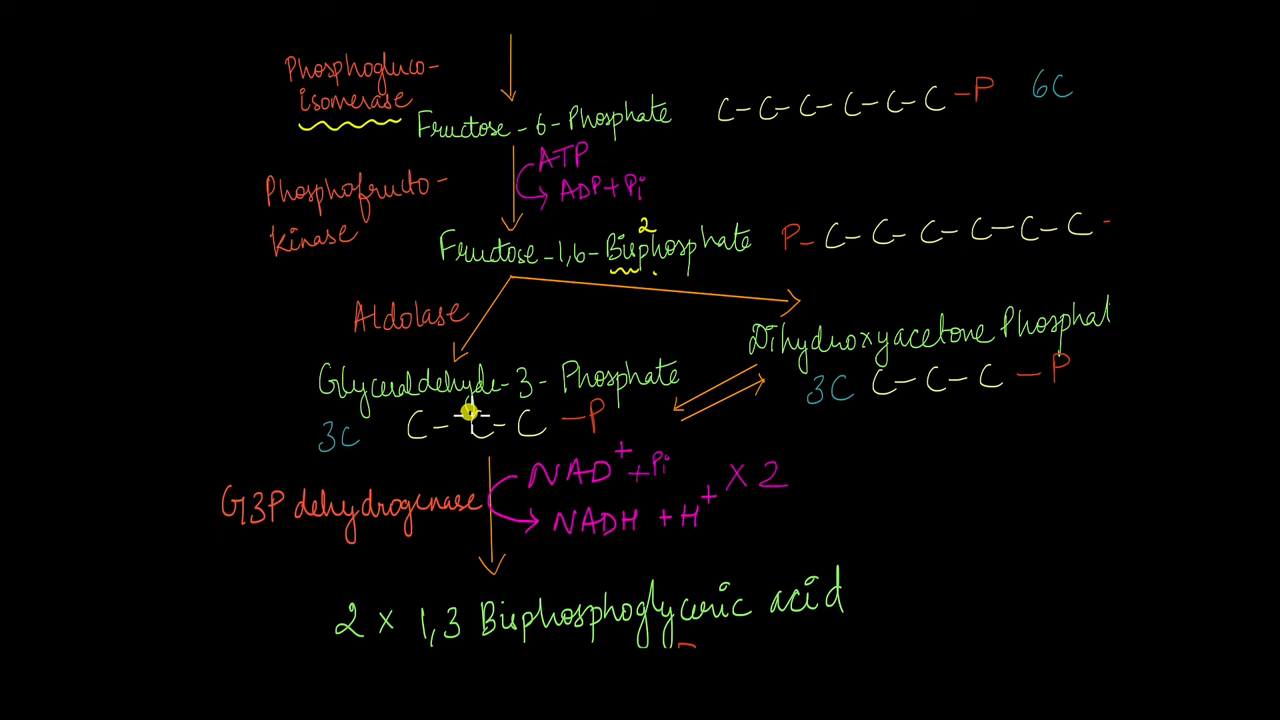 Phosphogluco-
isomerase
Fructose-6-Phosphate C-C-C-C-C-C-P 6C
ATP
ADP+Pi
Phosphofructo-
kinase
2
Fructose-1,6-Bisphosphate P-C-C-C-C-C-C-
Aldolase
Dihydroxyacetone Phosphat
3C C-C-C-P
Glyceraldehyde-3-Phosphate
3C C-C-C-P
NAD+ +Pi
NADH + H+ X 2
G3P dehydrogenase
2 x 1,3 Bisphosphoglyceric acid